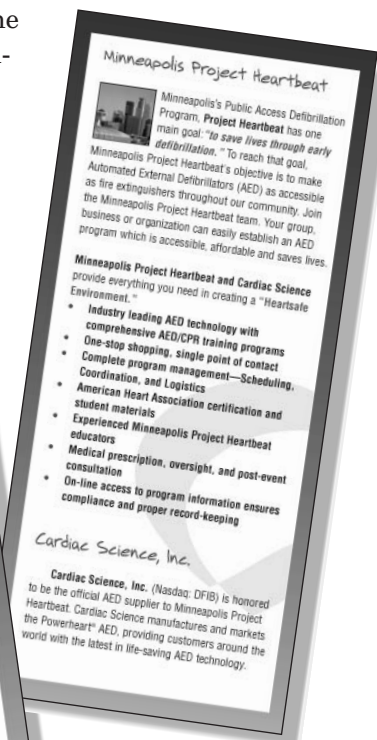 ne
-
Minneapolis Project Heartbeat
Minneapolis's Public Access Defibrillation
Program, Project Heartbeat has one
main goal: "to save lives through early
defibrillation." To reach that goal,
Minneapolis Project Heartbeat's objective is to make
Automated External Defibrillators (AED) as accessible
as fire extinguishers throughout our community. Join
the Minneapolis Project Heartbeat team. Your group,
business or organization can easily establish an AED
program which is accessible, affordable and saves lives.
Minneapolis Project Heartbeat and Cardiac Science
provide everything you need in creating a "Heartsafe
Environment."
• Industry leading AED technology with
comprehensive AED/CPR training programs
• One-stop shopping, single point of contact
• Complete program management—Scheduling,
Coordination, and Logistics
• American Heart Association certification and
student materials
• Experienced Minneapolis Project Heartbeat
educators
• Medical prescription, oversight, and post-event
consultation
• On-line access to program information ensures
compliance and proper record-keeping
Cardiac Science, Inc.
Cardiac Science, Inc. (Nasdaq: DFIB) is honored
to be the official AED supplier to Minneapolis Project
Heartbeat. Cardiac Science manufactures and markets
the Powerheart® AED, providing customers around the
world with the latest in life-saving AED technology.